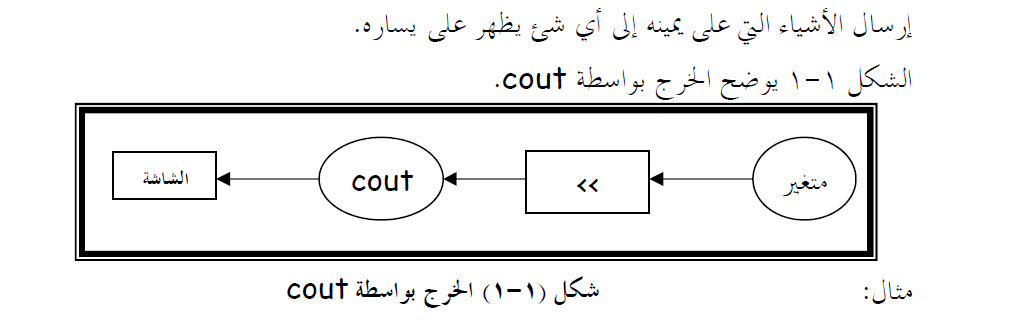 إرسال الأشياء التي على يمينه إلى أي شئ يظهر على يساره.
الشكل ١-١ يوضح الخرج بواسطة cout.
متغير
>>
cout
الشاشة
شكل (١-١) الخرج بواسطة cout
مثال: